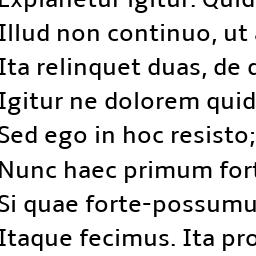 Explanetur igitur. Quid
Illud non continuo, ut
Ita relinquet duas, de
Igitur ne dolorem quid
Sed ego in hoc resisto;
Nunc haec primum fort
Si quae forte-possumu
Itaque fecimus. Ita pro